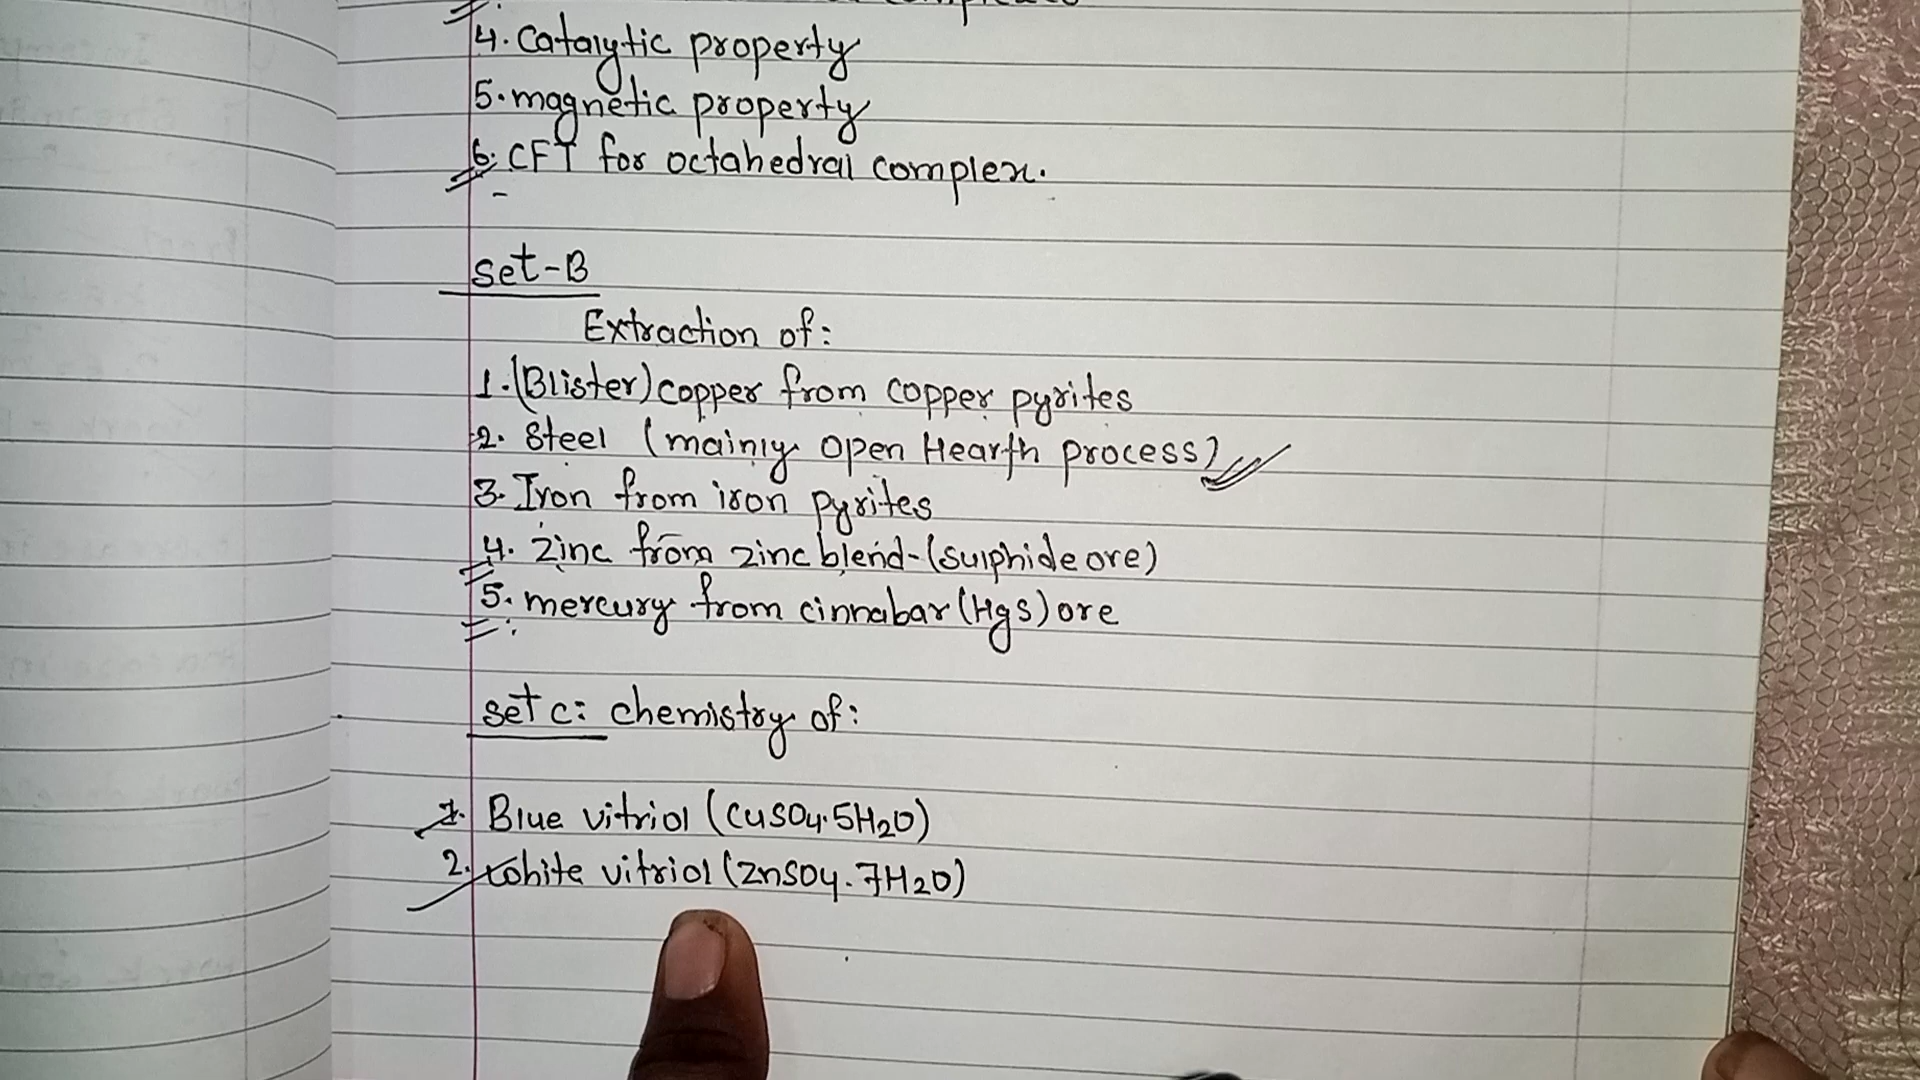 4. Catalytic property
5. magnetic property
6. CFT for octahedral complex.
set-B
Extraction of:
1. (Blister) copper from copper pyrites
2. Steel (mainly open Hearth process)
3. Iron from iron pyrites
4. Zinc from zinc blend-(sulphide ore)
5. mercury from cinnabar (Hgs) ore
set c: chemistry of:
1. Blue vitriol (CuSO4.5H2O)
2. white vitriol (ZnSO4.7H2O)